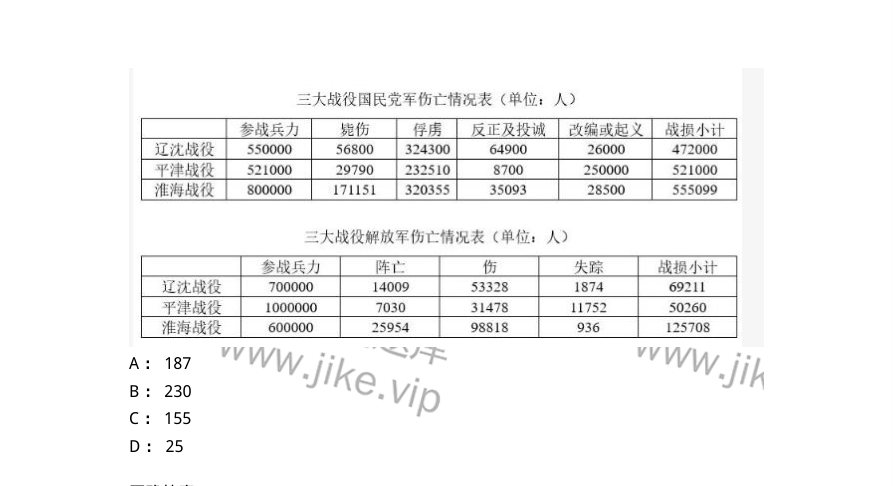 三大战役国民党军伤亡情况表（单位：人）
参战兵力 毙伤 俘虏 反正及投诚 改编或起义 战损小计
辽沈战役 550000 56800 324300 64900 26000 472000
平津战役 521000 29790 232510 8700 250000 521000
淮海战役 800000 171151 320355 35093 28500 555099
三大战役解放军伤亡情况表（单位：人）
参战兵力 阵亡 伤 失踪 战损小计
辽沈战役 700000 14009 53328 1874 69211
平津战役 1000000 7030 31478 11752 50260
淮海战役 600000 25954 98818 936 125708
A： 187
B： 230
C： 155
D： 25
www.jike.vip
www.jik